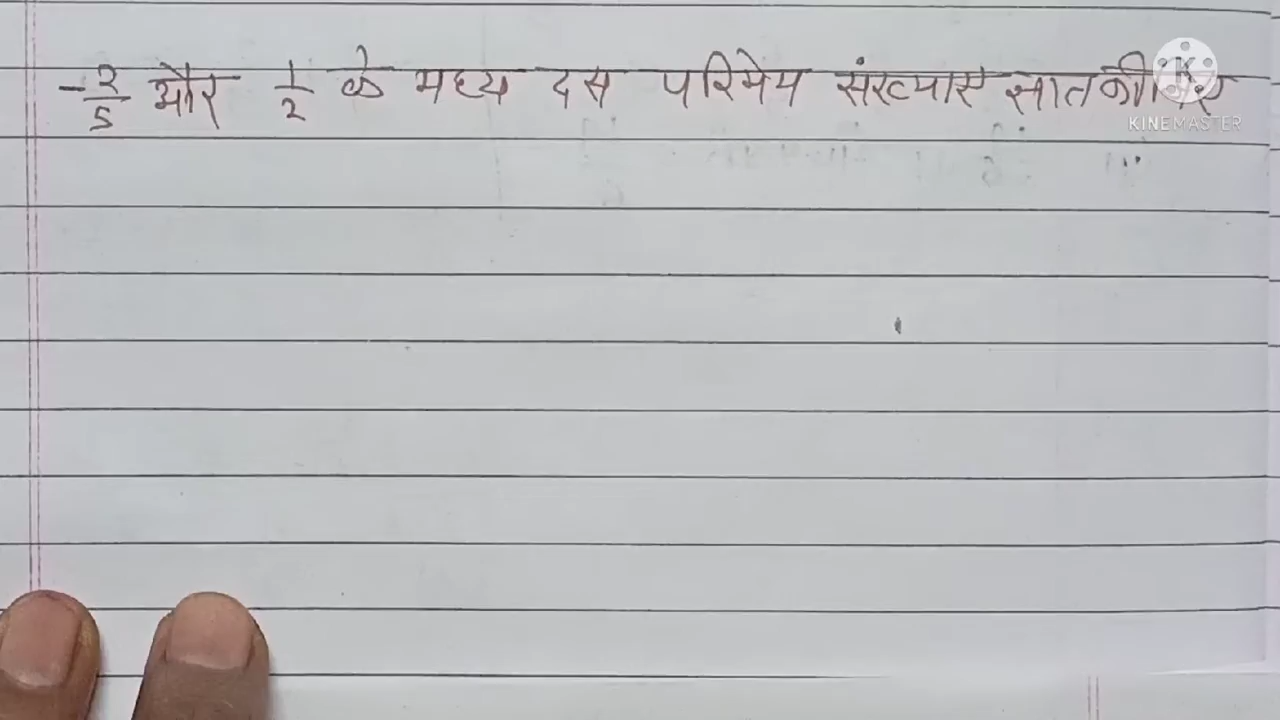 -2/5 और 1/2 के मध्य दस परिमेय संख्याए ज्ञात कीजिए
KINEMASTER